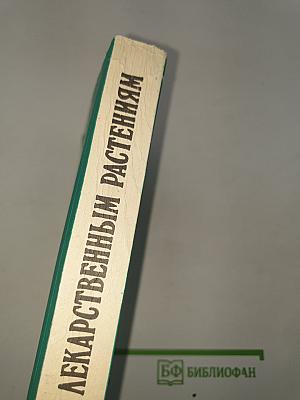 ЛЕКАРСТВЕННЫМ РАСТЕНИЯМ
БФ БИБЛИОФАН